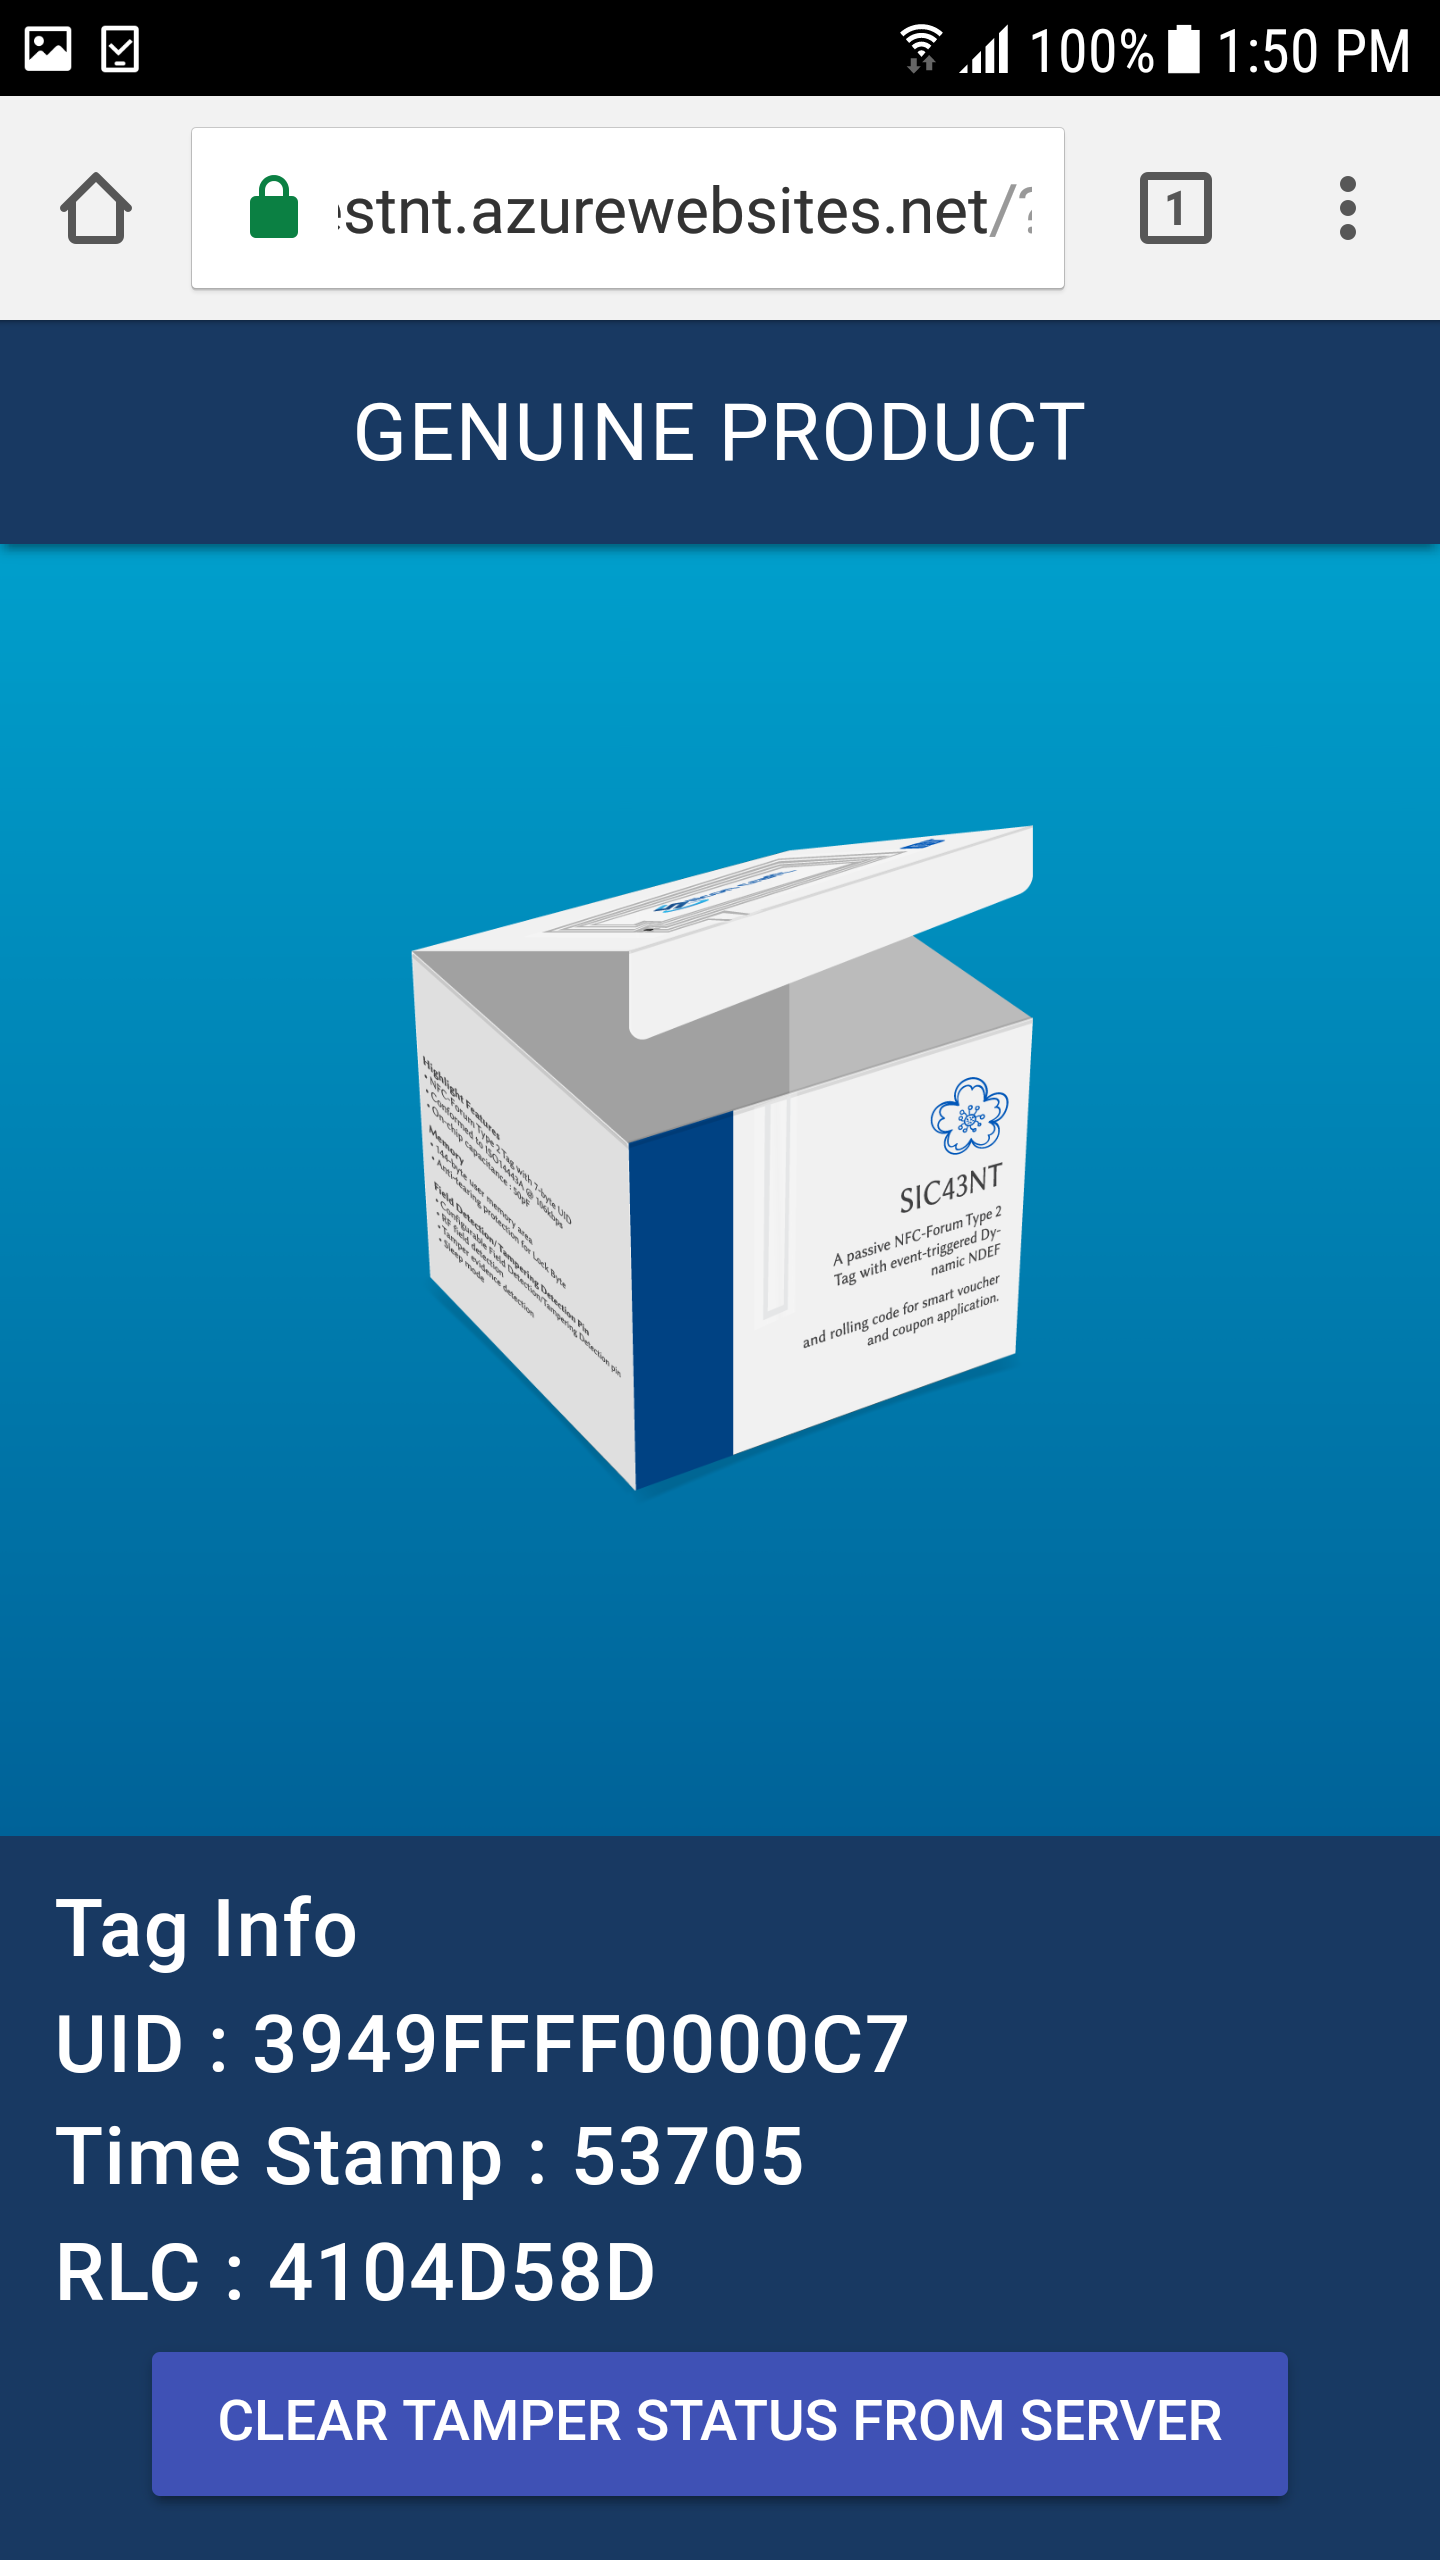 100% 1:50 PM
stnt.azurewebsites.net/?
1
GENUINE PRODUCT
Highlight Features
• NFC-Forum Type 2 Tag with 7-byte UID
• Conformed to ISO14443A @ 106kbps
• On-chip capacitance : 50pF
Memory
• 144-byte user memory area
• Anti-tearing protection for Lock Byte
Field Detection/Tampering Detection Pin
• Configurable Field Detection/Tampering Detection pin
• RF field detection
• Tamper evidence detection
• Sleep mode
SIC43NT
A passive NFC-Forum Type 2
Tag with event-triggered Dy-
namic NDEF
and rolling code for smart voucher
and coupon application.
Tag Info
UID : 3949FFFF0000C7
Time Stamp : 53705
RLC : 4104D58D
CLEAR TAMPER STATUS FROM SERVER